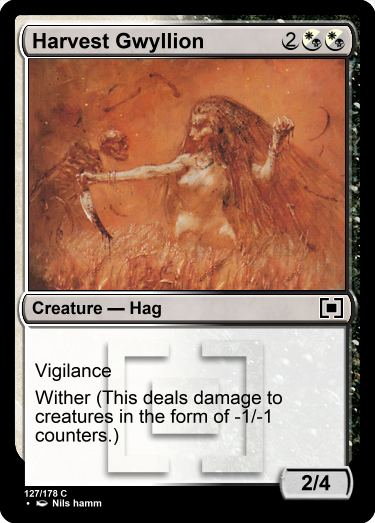 Harvest Gwyllion 2
Creature — Hag
Vigilance
Wither (This deals damage to
creatures in the form of -1/-1
counters.)
2/4
127/178 C
• Nils hamm